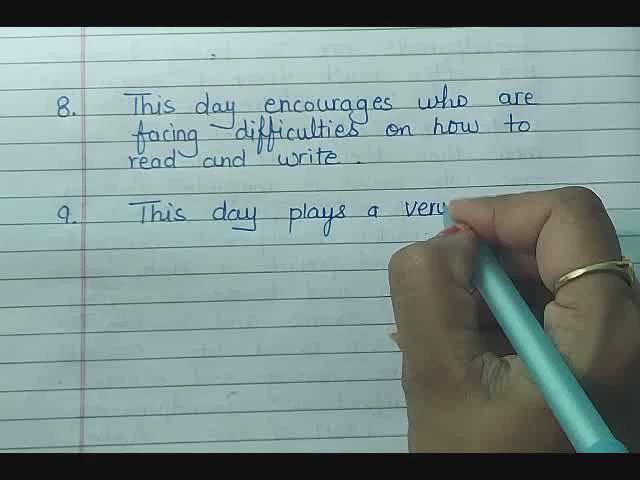 8. This day encourages who are
facing difficulties on how to
read and write.
9. This day plays a very